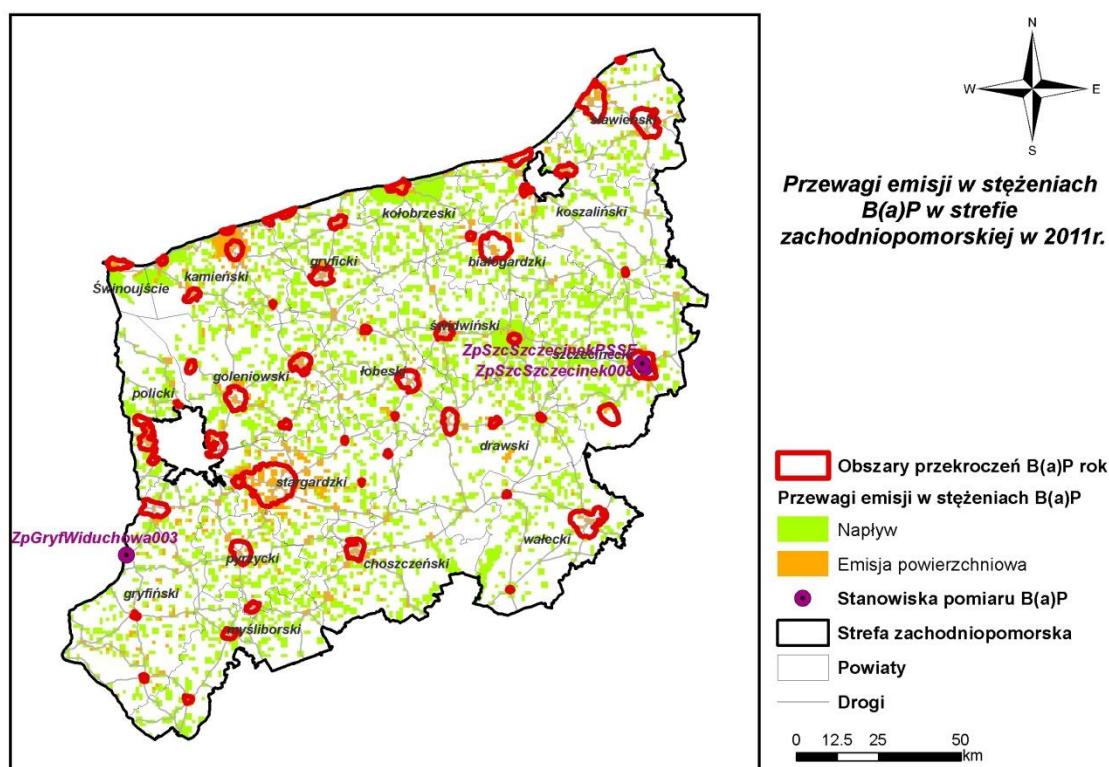 N
W
E
S
Przewagi emisji w stężeniach
B(a)P w strefie
zachodniopomorskiej w 2011r.
sławieński
koszaliński
kołobrzeski
białogardzki
gryficki
kamieński
Świnoujście
świdwiński
ZpSzcSzczecinekPSSE
szczecinecki
ZpSzcSzczecinek008
łobeski
goleniowski
policki
drawski
stargardzki
wałecki
ZpGryfWiduchowa003
pyrzycki
choszczeński
gryfiński
myśliborski
Obszary przekroczeń B(a)P rok
Przewagi emisji w stężeniach B(a)P
Napływ
Emisja powierzchniowa
Stanowiska pomiaru B(a)P
Strefa zachodniopomorska
Powiaty
Drogi
0 12.5 25 50
km